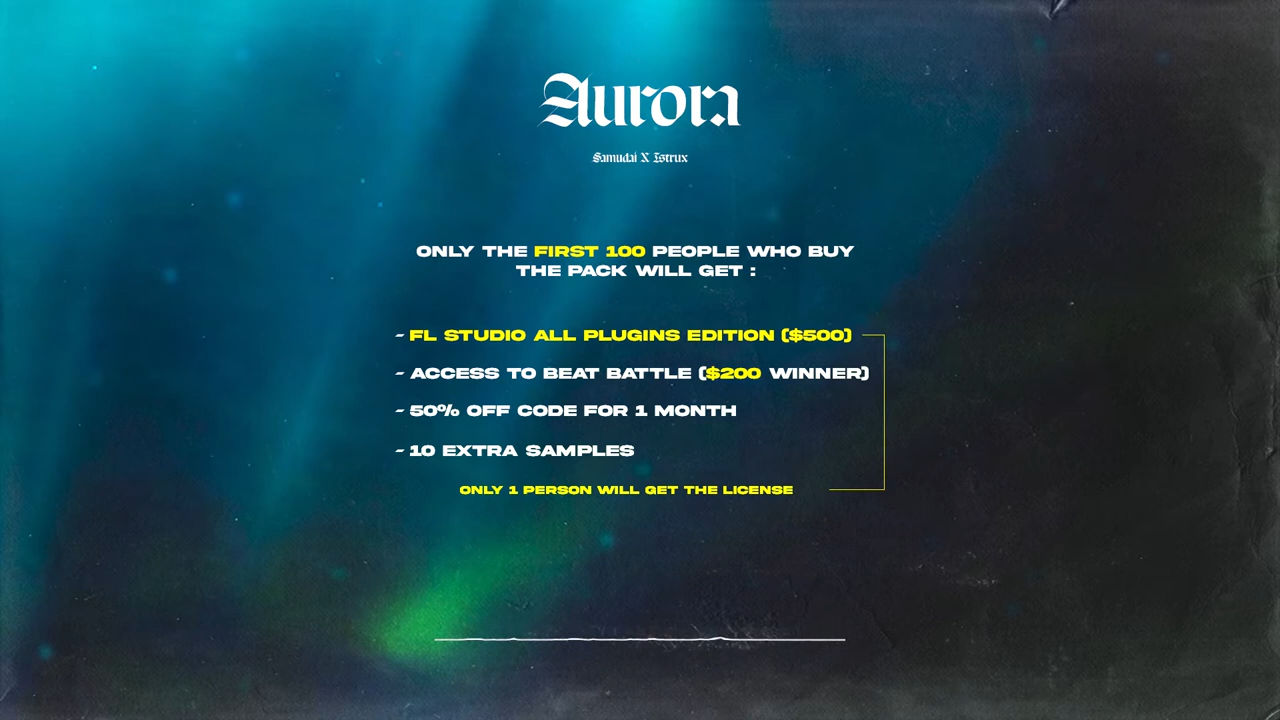 Aurora
Samudai X Istrux
ONLY THE FIRST 100 PEOPLE WHO BUY
THE PACK WILL GET :
- FL STUDIO ALL PLUGINS EDITION ($500)
- ACCESS TO BEAT BATTLE ($200 WINNER)
- 50% OFF CODE FOR 1 MONTH
- 10 EXTRA SAMPLES
ONLY 1 PERSON WILL GET THE LICENSE